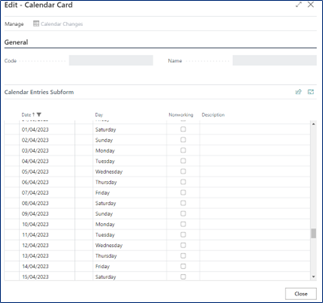 Edit - Calendar Card
Manage Calendar Changes
General
Code Name
Calendar Entries Subform
Date Day Nonworking Description
01/04/2023 Saturday
02/04/2023 Sunday
03/04/2023 Monday
04/04/2023 Tuesday
05/04/2023 Wednesday
06/04/2023 Thursday
07/04/2023 Friday
08/04/2023 Saturday
09/04/2023 Sunday
10/04/2023 Monday
11/04/2023 Tuesday
12/04/2023 Wednesday
13/04/2023 Thursday
14/04/2023 Friday
15/04/2023 Saturday
Close